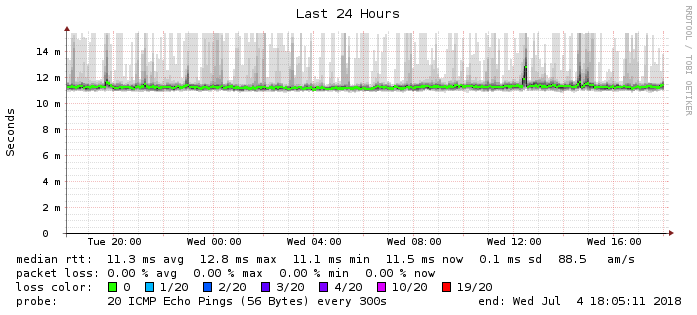 Last 24 Hours
RRDTOOL / TOBI OETIKER
Seconds
14 m
12 m
10 m
8 m
6 m
4 m
2 m
0
Tue 20:00 Wed 00:00 Wed 04:00 Wed 08:00 Wed 12:00 Wed 16:00
median rtt: 11.3 ms avg 12.8 ms max 11.1 ms min 11.5 ms now 0.1 ms sd 88.5 am/s
packet loss: 0.00 % avg 0.00 % max 0.00 % min 0.00 % now
loss color: 0 1/20 2/20 3/20 4/20 10/20 19/20
probe: 20 ICMP Echo Pings (56 Bytes) every 300s end: Wed Jul 4 18:05:11 2018